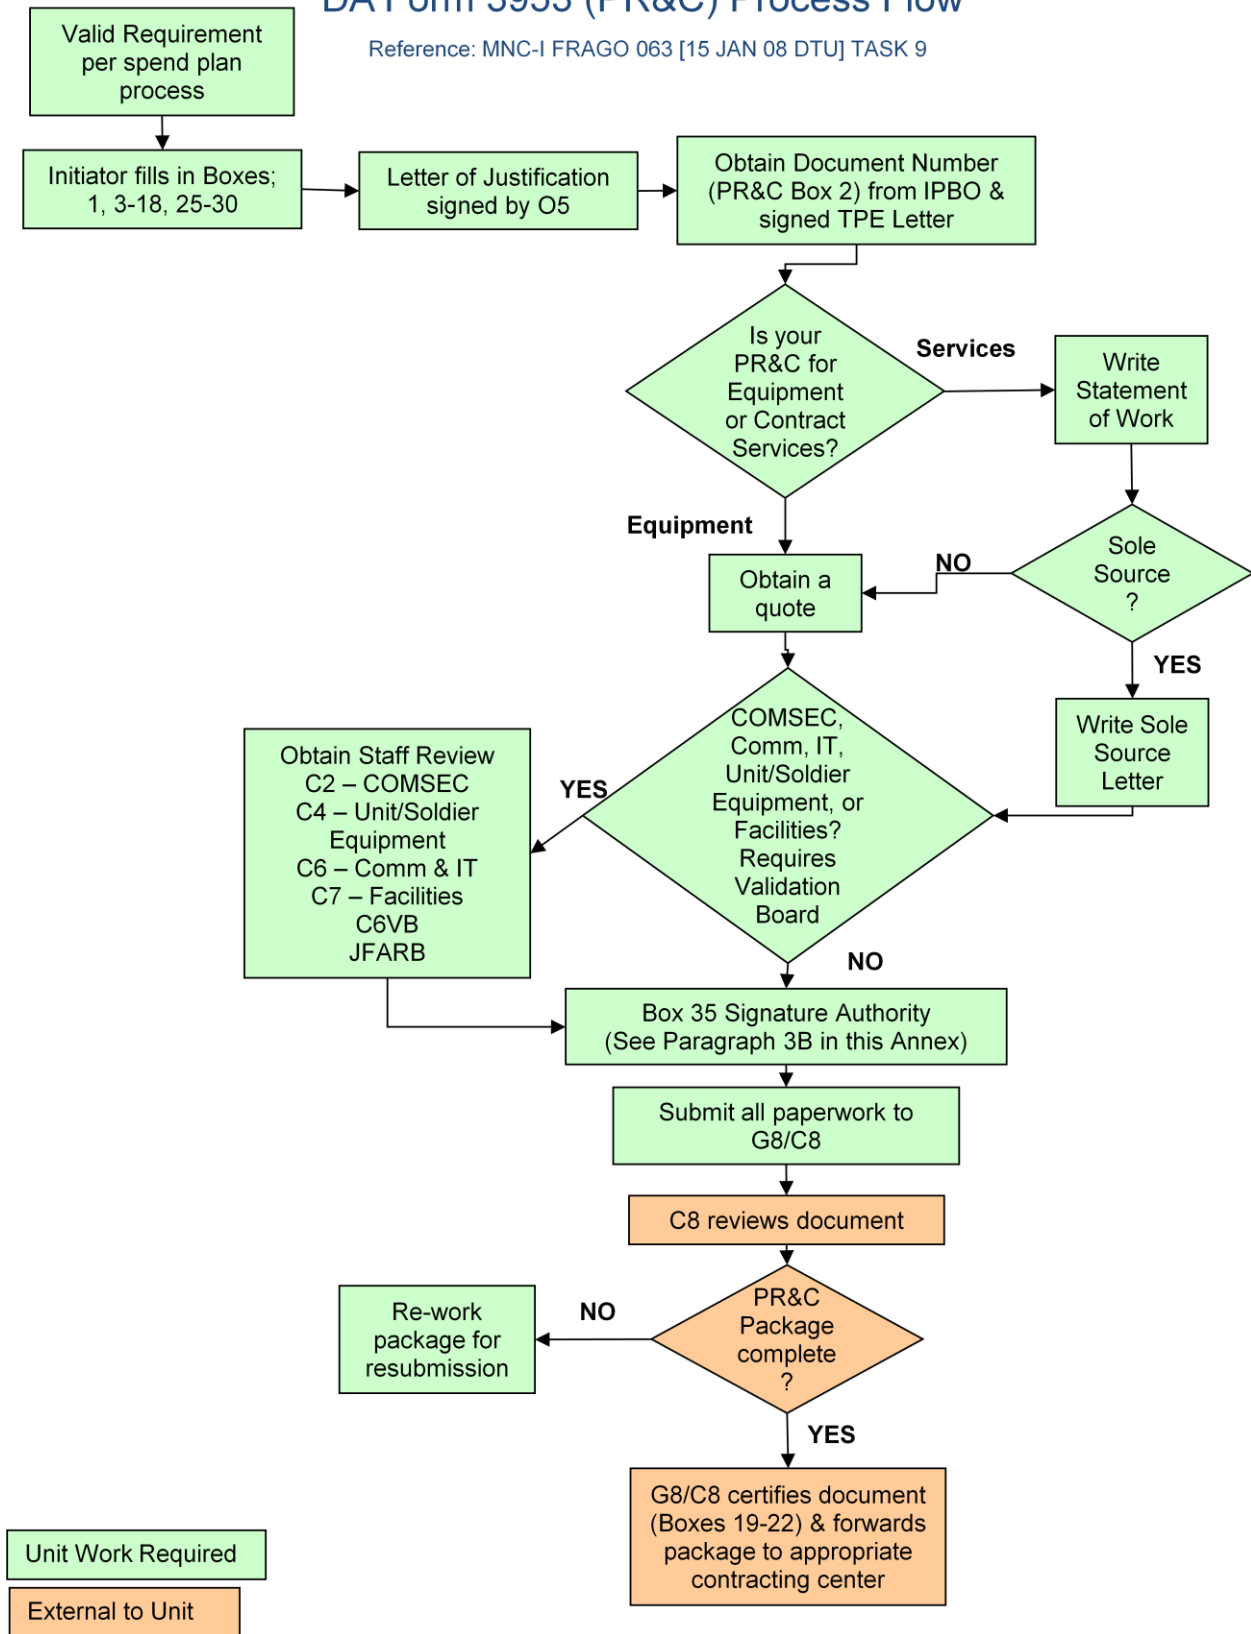 DA Form 3953 (PR&C) Process Flow
Reference: MNC-I FRAGO 063 [15 JAN 08 DTU] TASK 9
Valid Requirement
per spend plan
process
Initiator fills in Boxes;
1, 3-18, 25-30
Letter of Justification
signed by O5
Obtain Document Number
(PR&C Box 2) from IPBO &
signed TPE Letter
Is your
PR&C for
Equipment
or Contract
Services?
Services
Write
Statement
of Work
Equipment
Obtain a
quote
NO
Sole
Source
?
YES
Write Sole
Source
Letter
COMSEC,
Comm, IT,
Unit/Soldier
Equipment, or
Facilities?
Requires
Validation
Board
YES
Obtain Staff Review
C2 – COMSEC
C4 – Unit/Soldier
Equipment
C6 – Comm & IT
C7 – Facilities
C6VB
JFARB
NO
Box 35 Signature Authority
(See Paragraph 3B in this Annex)
Submit all paperwork to
G8/C8
C8 reviews document
PR&C
Package
complete
?
NO
Re-work
package for
resubmission
YES
G8/C8 certifies document
(Boxes 19-22) & forwards
package to appropriate
contracting center
Unit Work Required
External to Unit